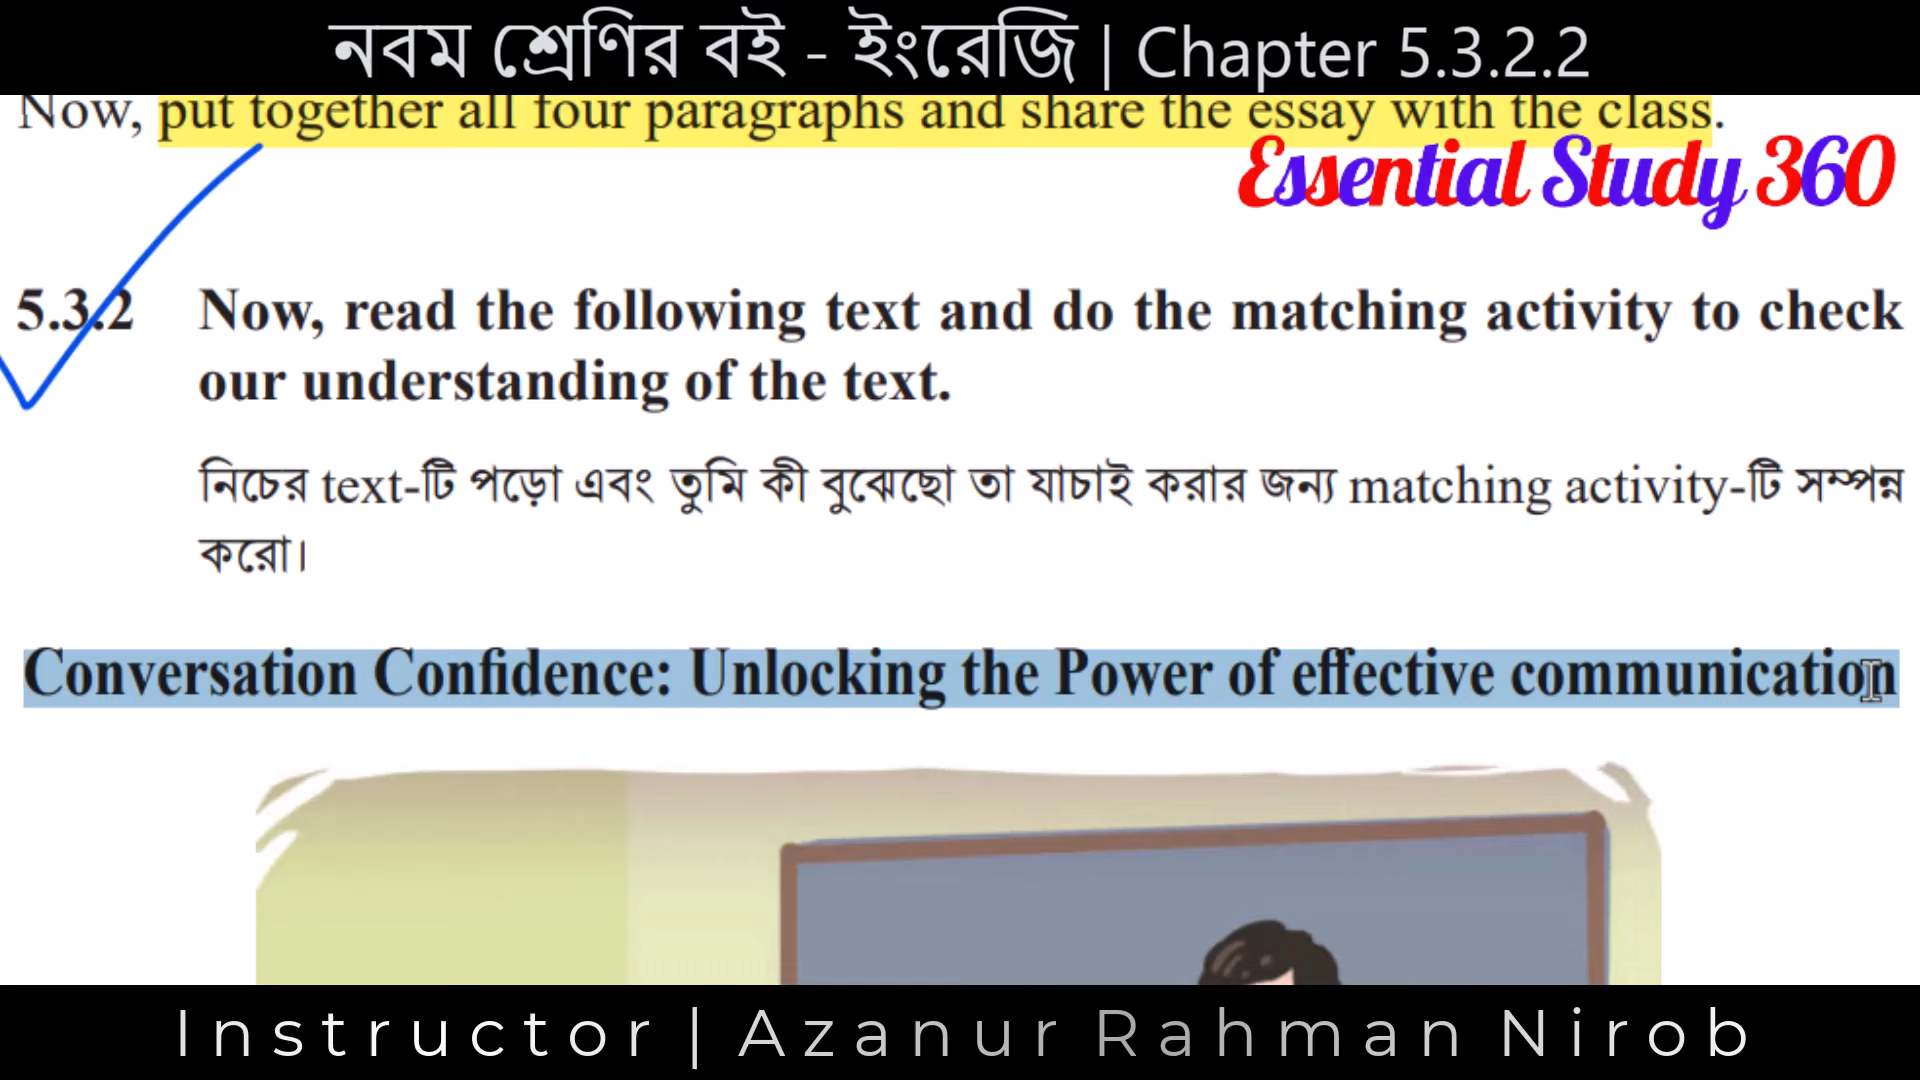 নবম শ্রেণির বই - ইংরেজি | Chapter 5.3.2.2
Now, put together all four paragraphs and share the essay with the class.
Essential Study 360
5.3.2 Now, read the following text and do the matching activity to check
our understanding of the text.
নিচের text-টি পড়ো এবং তুমি কী বুঝেছো তা যাচাই করার জন্য matching activity-টি সম্পন্ন
করো।
Conversation Confidence: Unlocking the Power of effective communication
Instructor | Azanur Rahman Nirob